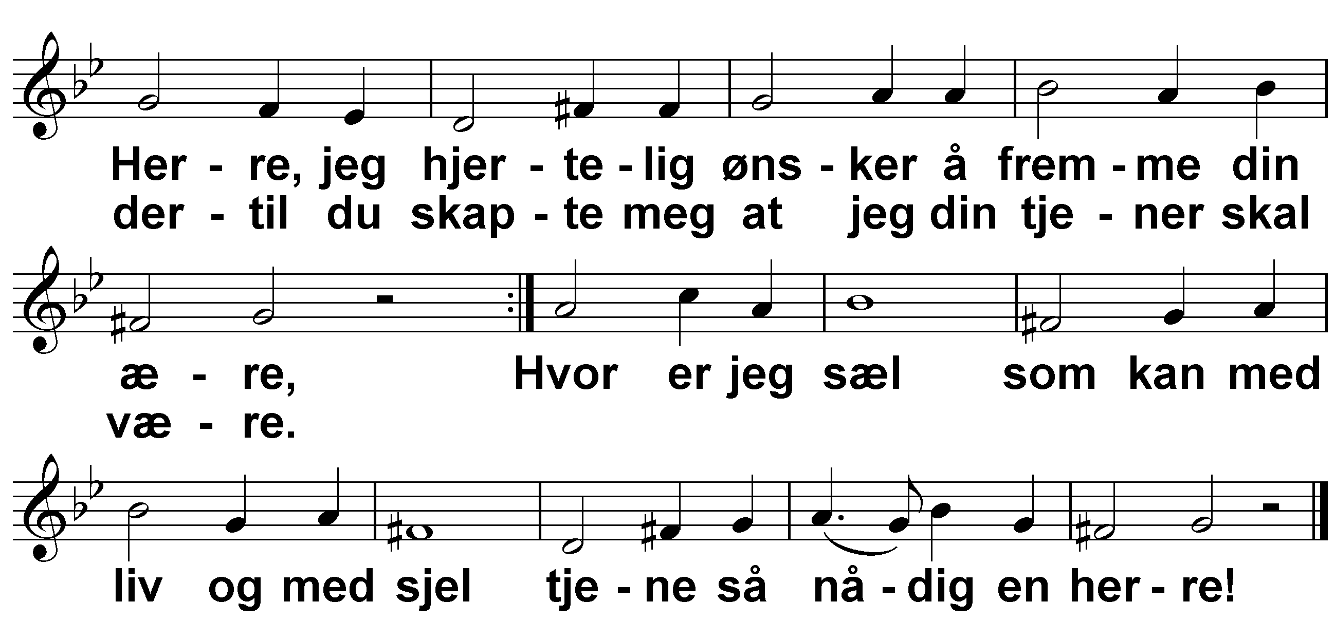 Her - re, jeg hjer - te - lig øns - ker å frem - me din
der - til du skap - te meg at jeg din tje - ner skal
æ - re, Hvor er jeg sæl som kan med
væ - re.
liv og med sjel tje - ne så nå - dig en her - re!